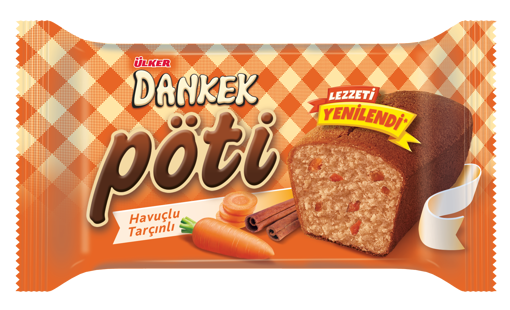 ÜLKER
DANKEK
pöti
LEZZETİ
YENİLENDİ*
Havuçlu
Tarçınlı